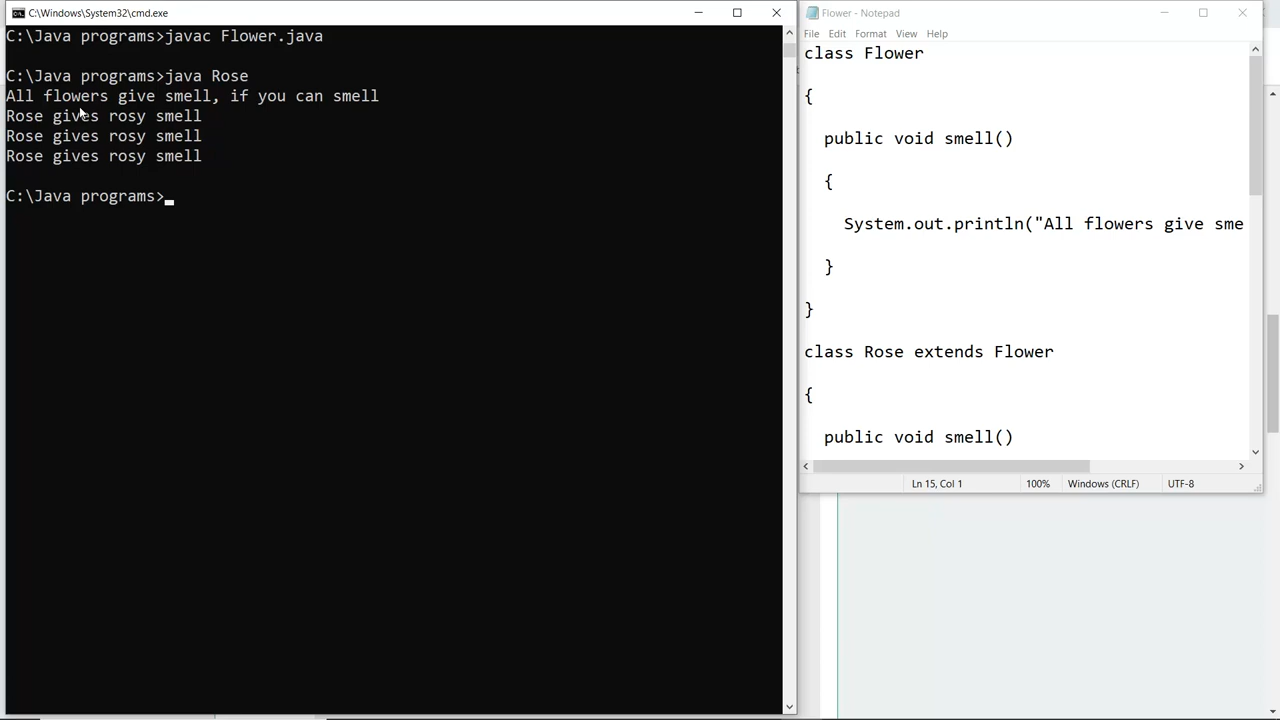 C:\Windows\System32\cmd.exe
C:\Java programs>javac Flower.java
C:\Java programs>java Rose
All flowers give smell, if you can smell
Rose gives rosy smell
Rose gives rosy smell
Rose gives rosy smell
C:\Java programs>
Flower - Notepad
File Edit Format View Help
class Flower
{
public void smell()
{
System.out.println("All flowers give sme
}
}
class Rose extends Flower
{
public void smell()
Ln 15, Col 1 100% Windows (CRLF) UTF-8